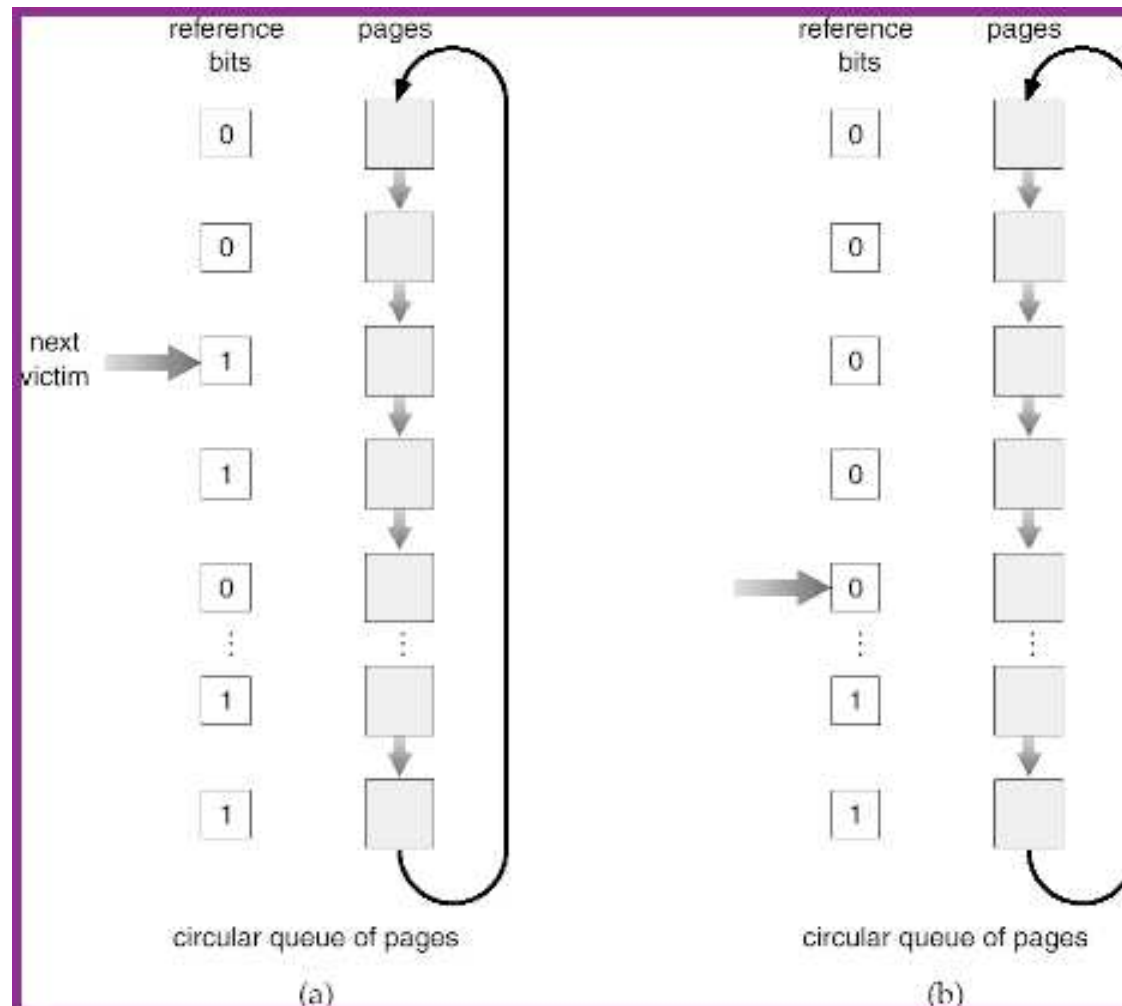 reference pages
bits
0
0
next
victim
1
1
0
⋮ ⋮
1
1
circular queue of pages
(a)
reference pages
bits
0
0
0
0
0
⋮ ⋮
1
1
circular queue of pages
(b)